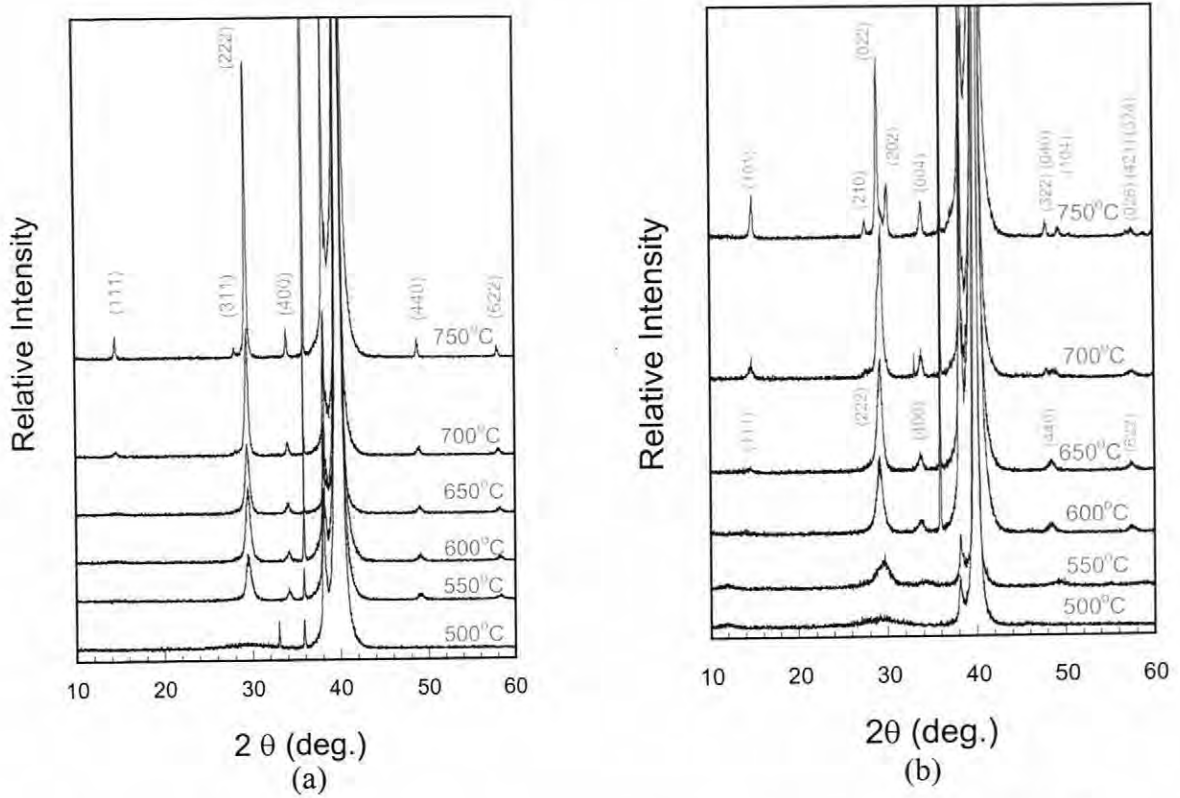 Relative Intensity
(222)
(111)
(311)
(400)
(440)
(622)
750°C
700°C
650°C
600°C
550°C
500°C
10 20 30 40 50 60
2 θ (deg.)
(a)
Relative Intensity
(022)
(101)
(210)
(202)
(004)
(322) (040)
(104)
(026) (421)
750°C
700°C
(111)
(222)
(400)
(440)
(622)
650°C
600°C
550°C
500°C
10 20 30 40 50 60
2θ (deg.)
(b)